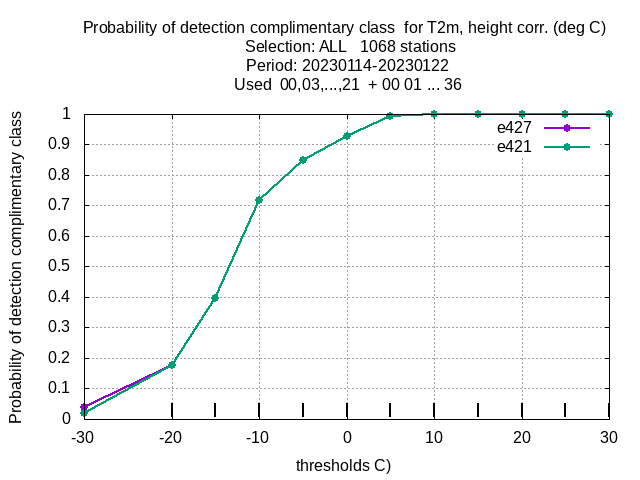 Probability of detection complimentary class  for T2m, height corr. (deg C)
Selection: ALL   1068 stations
Period: 20230114-20230122
Used  00,03,...,21  + 00 01 ... 36
Probability of detection complimentary class
1
0.9
0.8
0.7
0.6
0.5
0.4
0.3
0.2
0.1
0
e427
e421
-30
-20
-10
0
10
20
30
thresholds C)